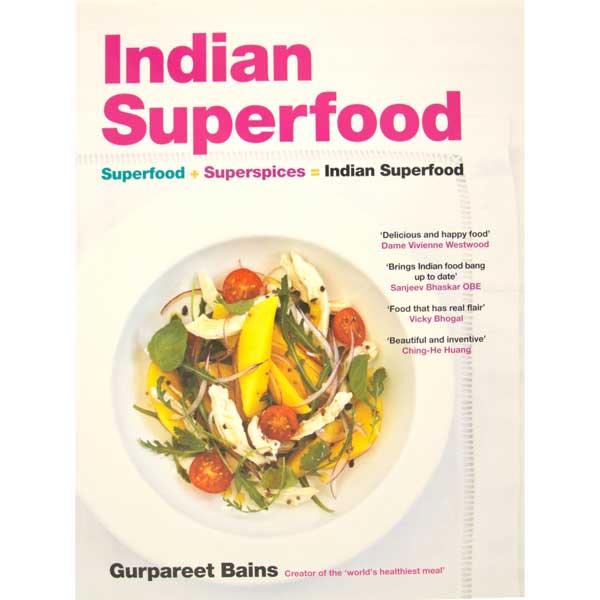 Indian
Superfood
Superfood + Superspices = Indian Superfood
‘Delicious and happy food’
Dame Vivienne Westwood
‘Brings Indian food bang
up to date’
Sanjeev Bhaskar OBE
‘Food that has real flair’
Vicky Bhogal
‘Beautiful and inventive’
Ching-He Huang
Gurpareet Bains Creator of the ‘world’s healthiest meal’